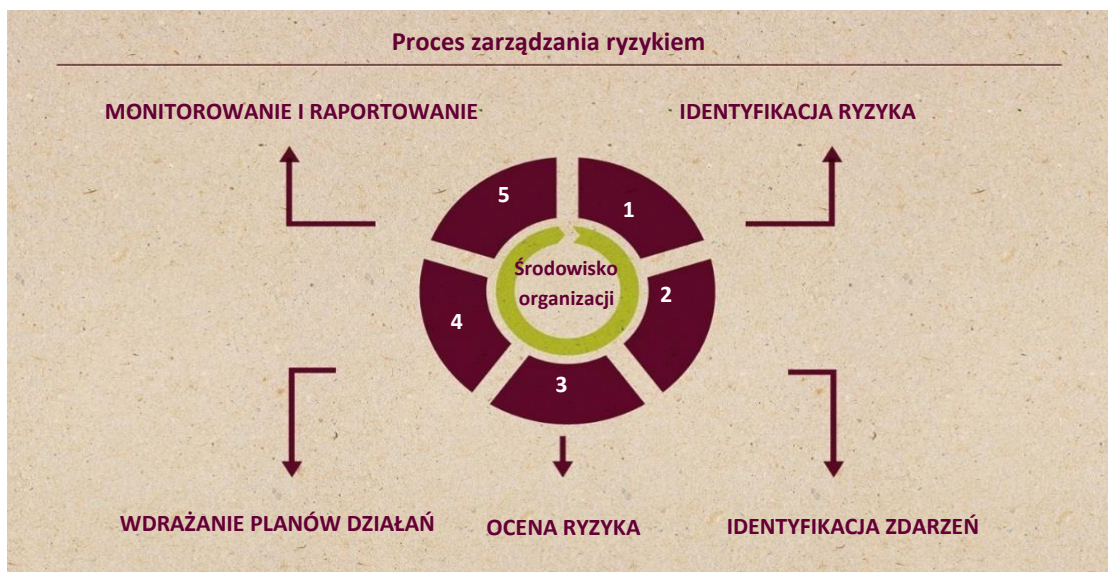 Proces zarządzania ryzykiem
MONITOROWANIE I RAPORTOWANIE
IDENTYFIKACJA RYZYKA
5
1
Środowisko
organizacji
2
4
3
WDRAŻANIE PLANÓW DZIAŁAŃ
OCENA RYZYKA
IDENTYFIKACJA ZDARZEŃ